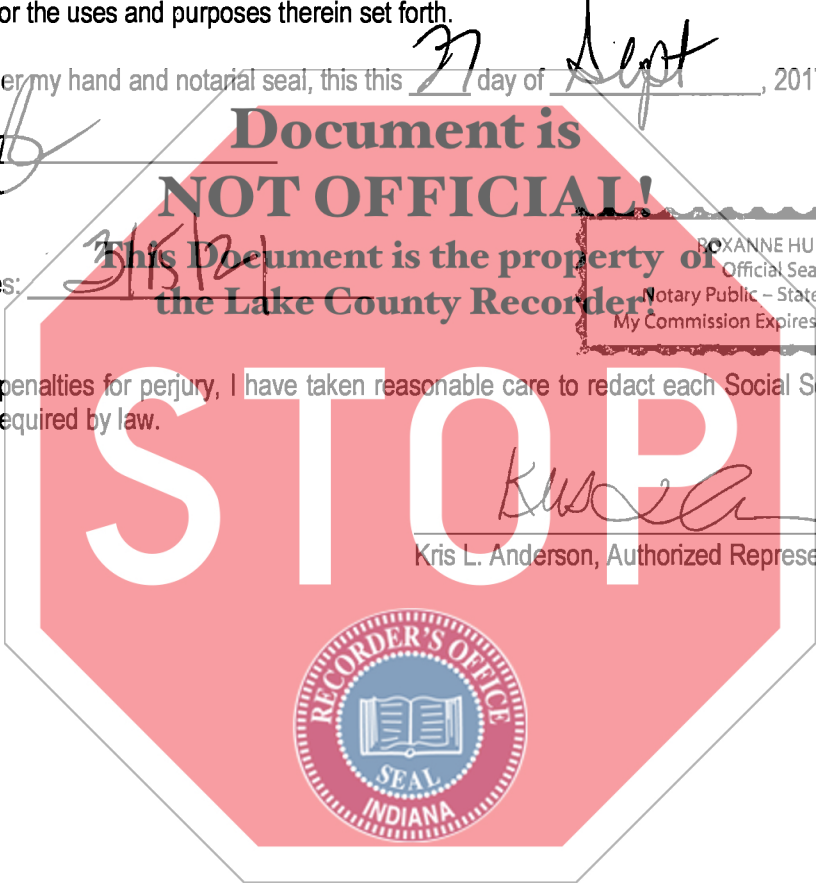 or the uses and purposes therein set forth.
er my hand and notarial seal, this this 27 day of Sept, 201
Document is
NOT OFFICIAL!
This Document is the property of
the Lake County Recorder!
ROXANNE HU
Official Sea
Notary Public – State
My Commission Expires
es: 3/15/21
penalties for perjury, I have taken reasonable care to redact each Social S
equired by law.
STOP
Kris L. Anderson, Authorized Represe
RECORDER'S OFFICE
SEAL
INDIANA